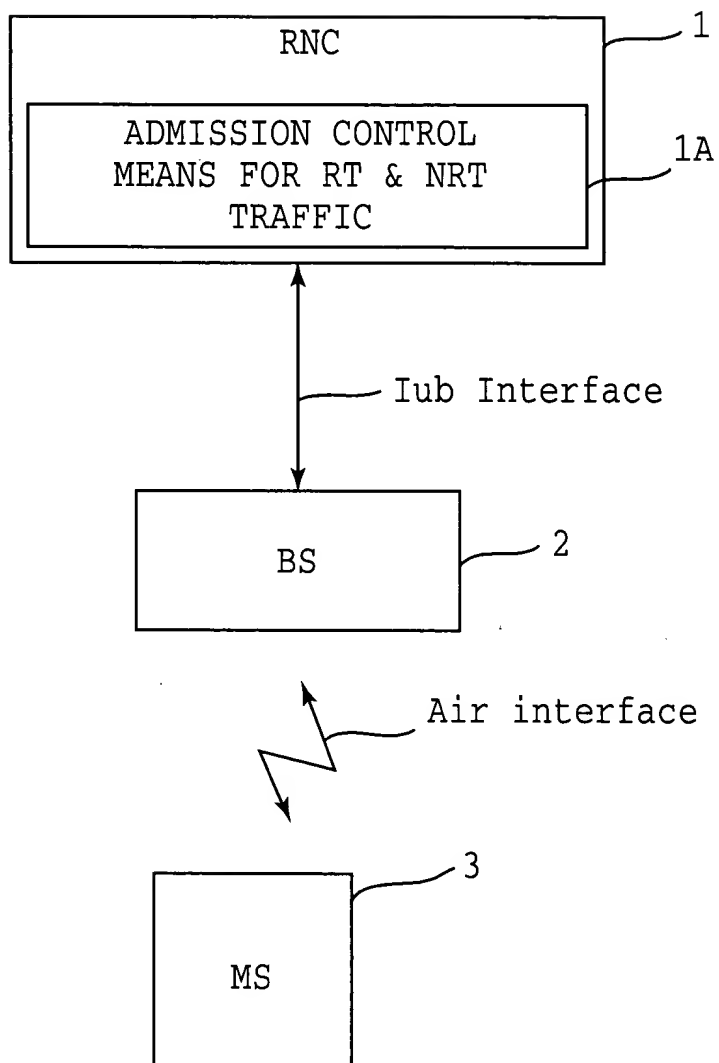 RNC
1
ADMISSION CONTROL
MEANS FOR RT & NRT
TRAFFIC
1A
Iub Interface
BS
2
Air interface
3
MS